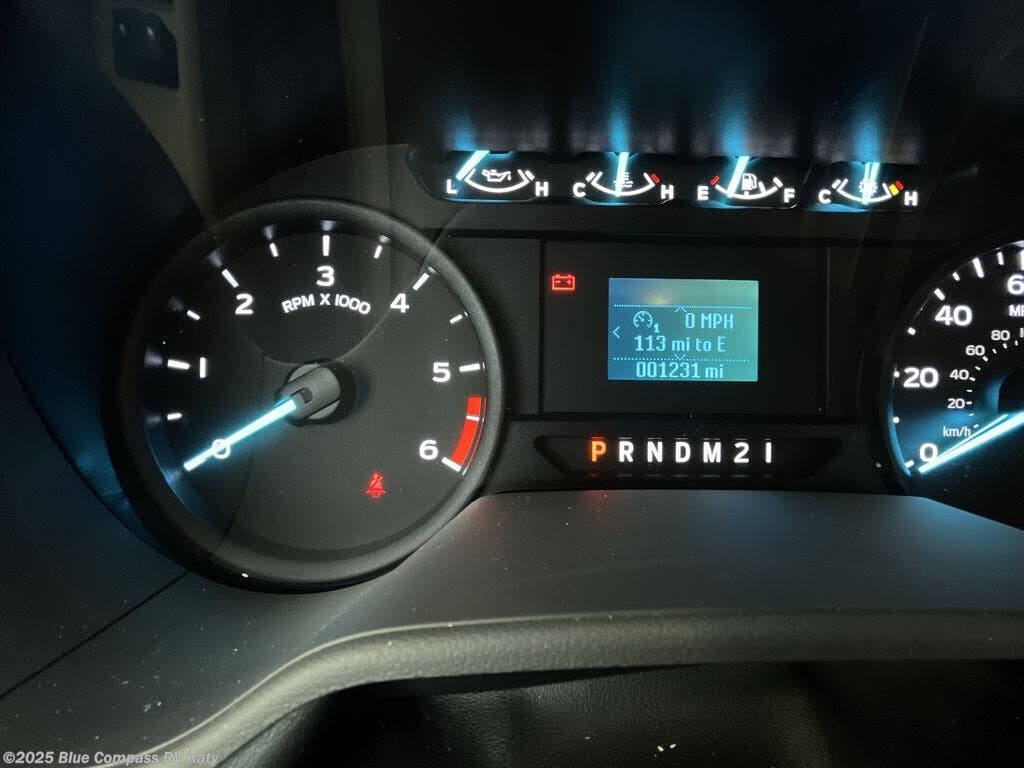 L H C H E F C H
3
2 4
RPM X 1000
1 5
0 6
0 MPH
113 mi to E
001231 mi
P R N D M 2 1
40
20
0
80
60
40
20
km/h
©2025 Blue Compass RV Katy